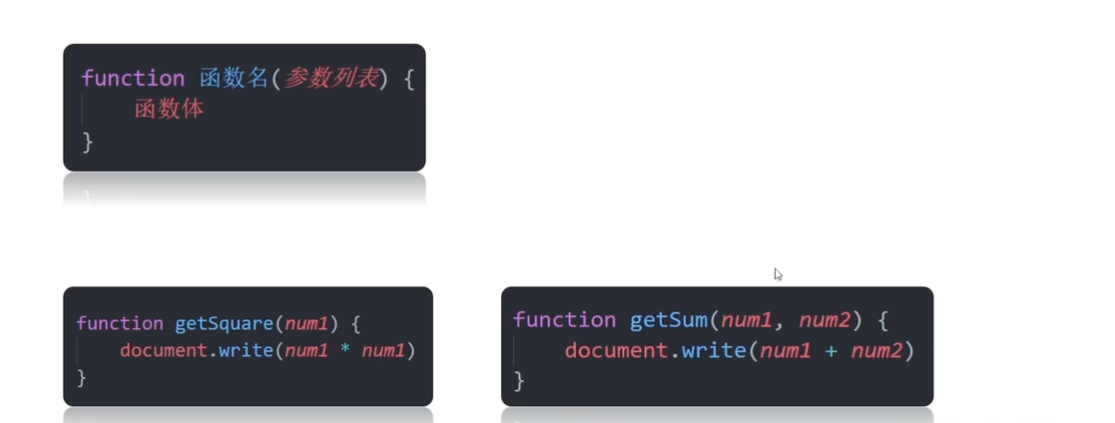 function 函数名(参数列表) {
函数体
}
function getSquare(num1) {
document.write(num1 * num1)
}
function getSum(num1, num2) {
document.write(num1 + num2)
}